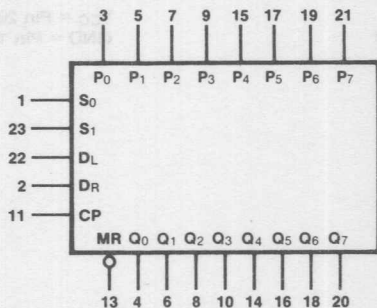 3 5 7 9 15 17 19 21
P0 P1 P2 P3 P4 P5 P6 P7
1 S0
23 S1
22 DL
2 DR
11 CP
MR Q0 Q1 Q2 Q3 Q4 Q5 Q6 Q7
13 4 6 8 10 14 16 18 20